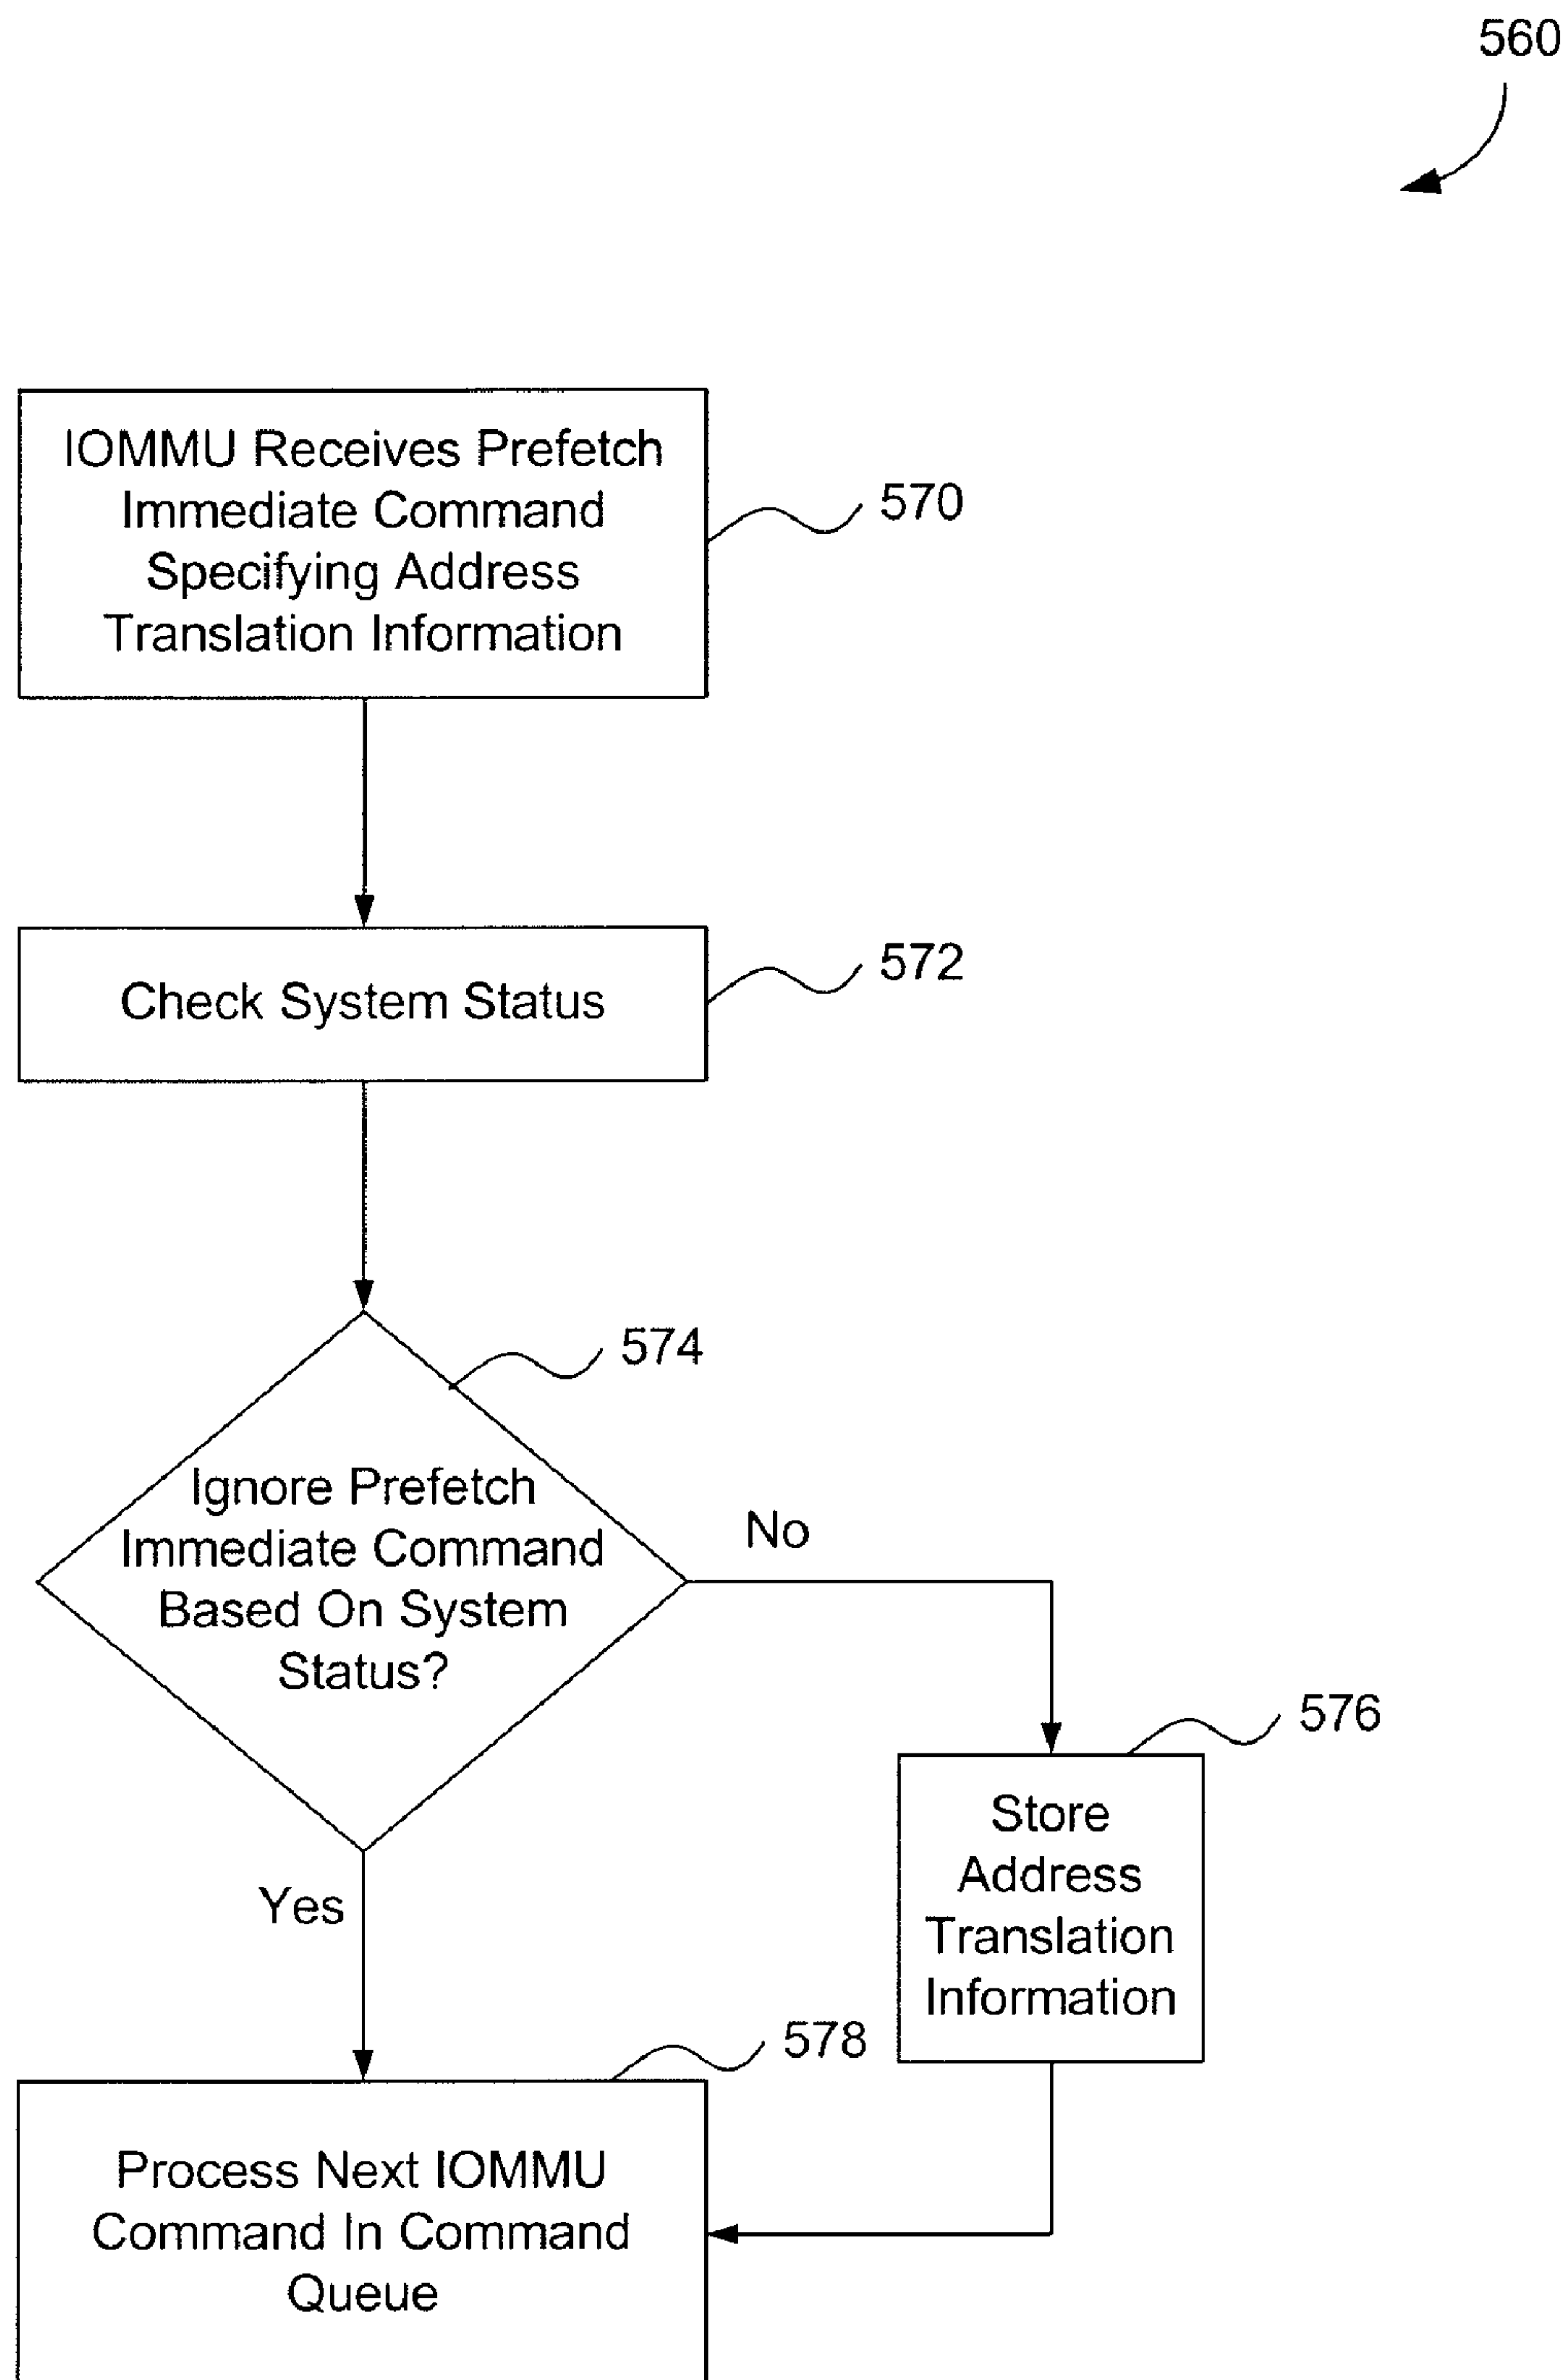 560
IOMMU Receives Prefetch
Immediate Command
Specifying Address
Translation Information
570
Check System Status
572
574
Ignore Prefetch
Immediate Command
Based On System
Status?
No
576
Store
Address
Translation
Information
Yes
578
Process Next IOMMU
Command In Command
Queue